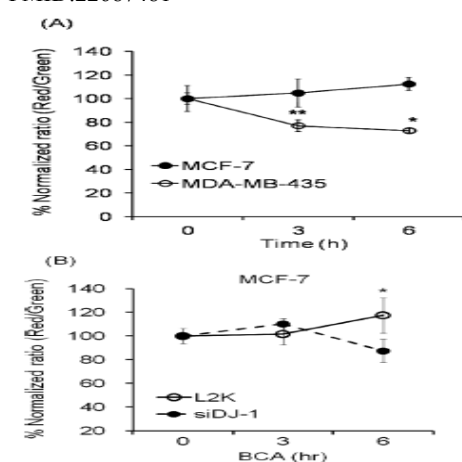 (A)
% Normalized ratio (Red/Green)
140
120
100
80
60
40
20
0
**
*
MCF-7
MDA-MB-435
0 3 6
Time (h)
(B)
MCF-7
% Normalized ratio (Red/Green)
140
120
100
80
60
40
20
*
L2K
siDJ-1
0 3 6
BCA (hr)